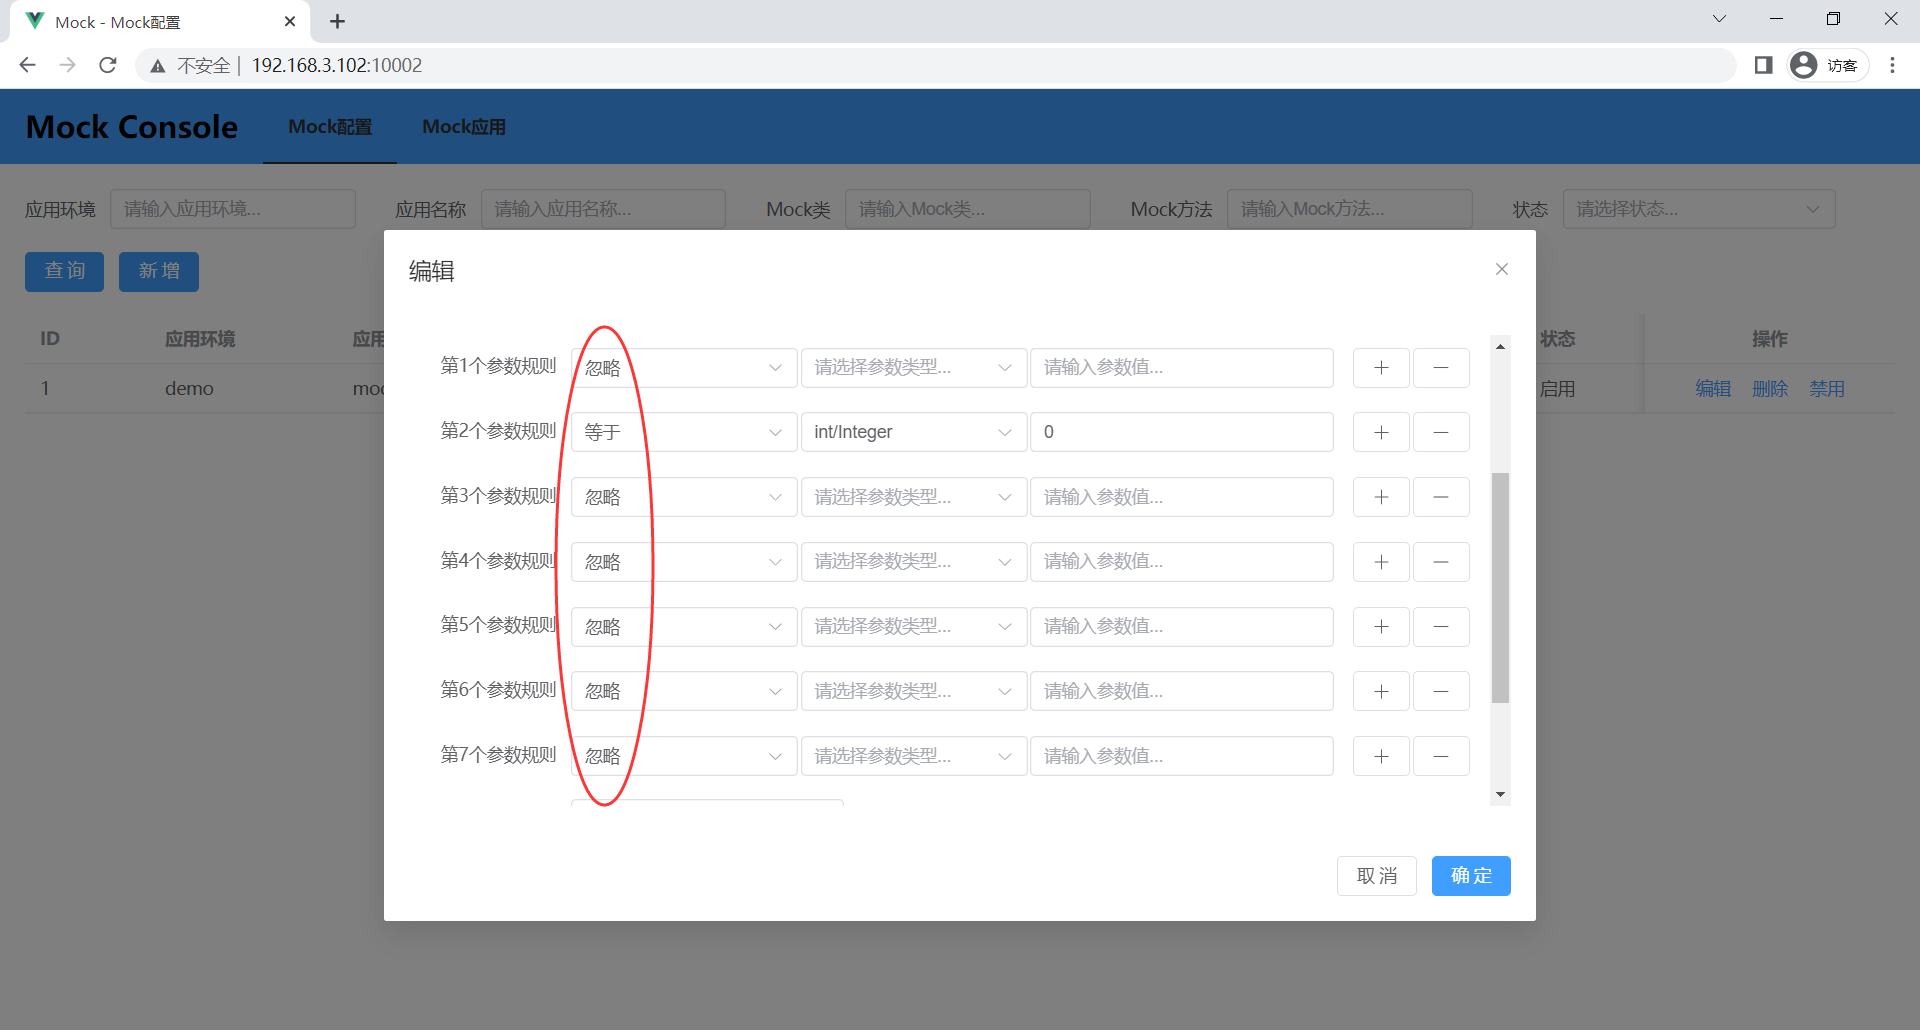 Mock - Mock配置
不安全 | 192.168.3.102:10002
访客
Mock Console Mock配置 Mock应用
应用环境 请输入应用环境... 应用名称 请输入应用名称... Mock类 请输入Mock类... Mock方法 请输入Mock方法... 状态 请选择状态...
查询 新增
编辑
ID 应用环境 应用 状态 操作
1 demo moc 启用 编辑 删除 禁用
第1个参数规则 忽略 请选择参数类型... 请输入参数值...
第2个参数规则 等于 int/Integer 0
第3个参数规则 忽略 请选择参数类型... 请输入参数值...
第4个参数规则 忽略 请选择参数类型... 请输入参数值...
第5个参数规则 忽略 请选择参数类型... 请输入参数值...
第6个参数规则 忽略 请选择参数类型... 请输入参数值...
第7个参数规则 忽略 请选择参数类型... 请输入参数值...
取消 确定